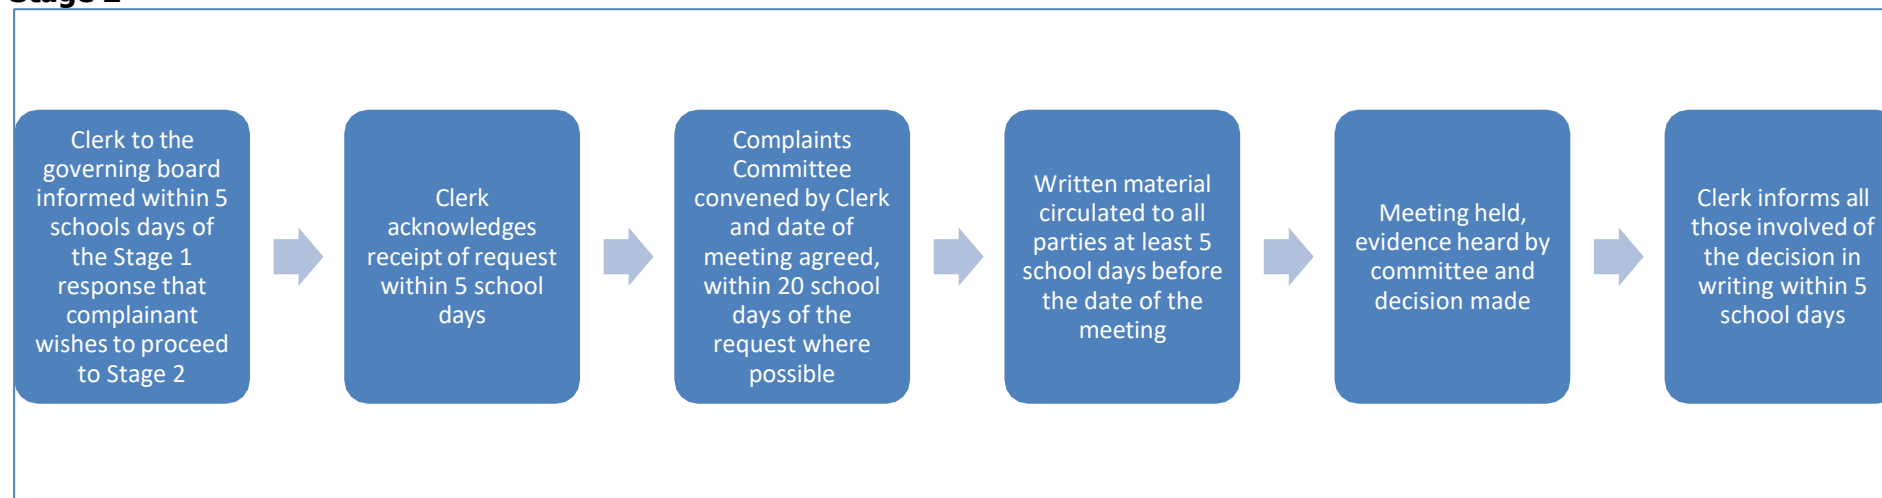 Stage 2
Clerk to the
governing board
informed within 5
schools days of
the Stage 1
response that
complainant
wishes to proceed
to Stage 2
Clerk
acknowledges
receipt of request
within 5 school
days
Complaints
Committee
convened by Clerk
and date of
meeting agreed,
within 20 school
days of the
request where
possible
Written material
circulated to all
parties at least 5
school days before
the date of the
meeting
Meeting held,
evidence heard by
committee and
decision made
Clerk informs all
those involved of
the decision in
writing within 5
school days